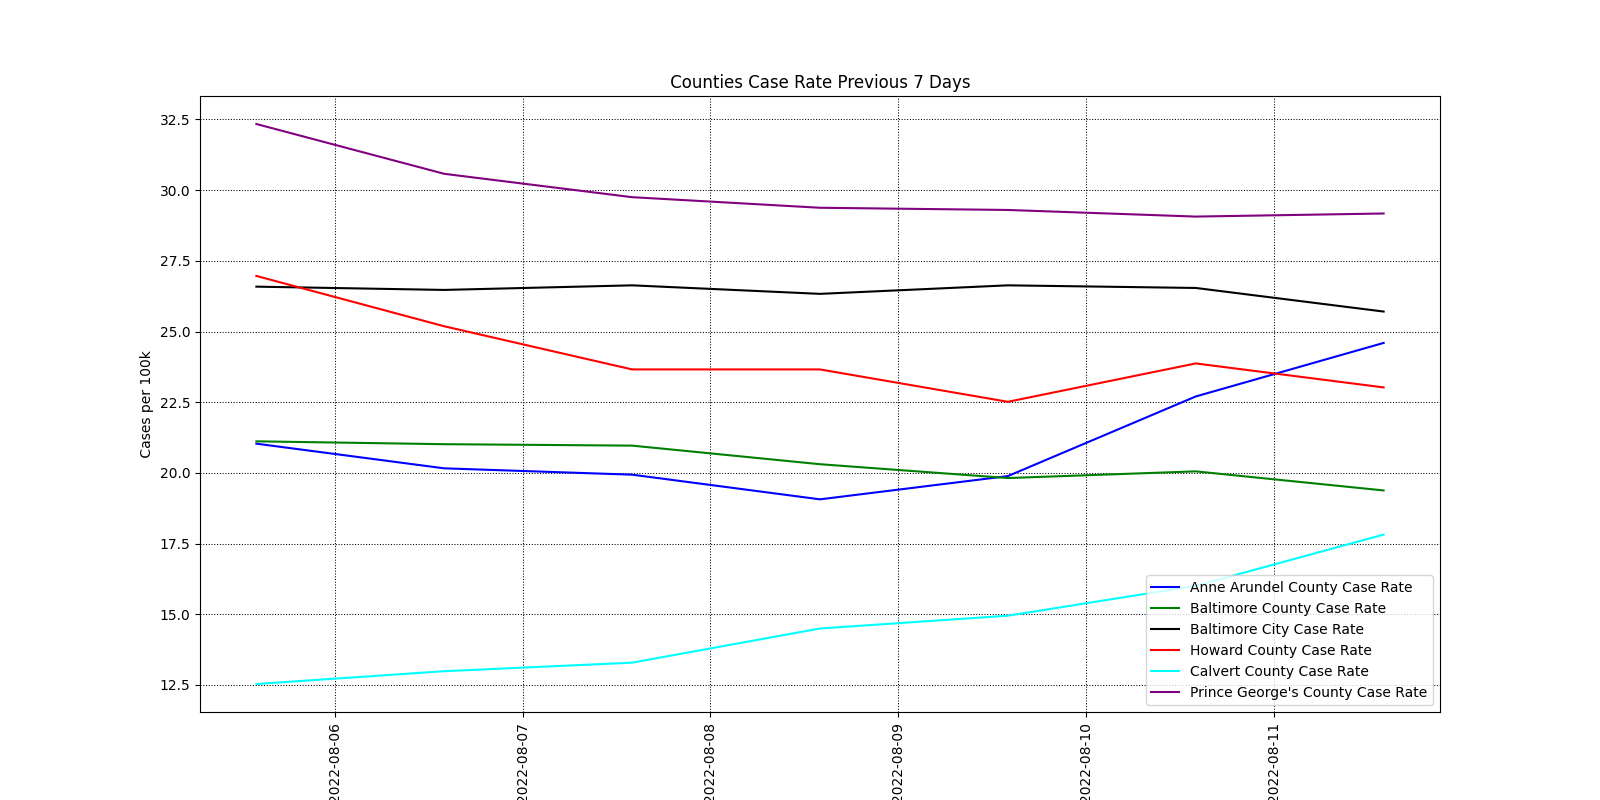 Counties Case Rate Previous 7 Days
Cases per 100k
32.5
30.0
27.5
25.0
22.5
20.0
17.5
15.0
12.5
2022-08-06
2022-08-07
2022-08-08
2022-08-09
2022-08-10
2022-08-11
Anne Arundel County Case Rate
Baltimore County Case Rate
Baltimore City Case Rate
Howard County Case Rate
Calvert County Case Rate
Prince George's County Case Rate